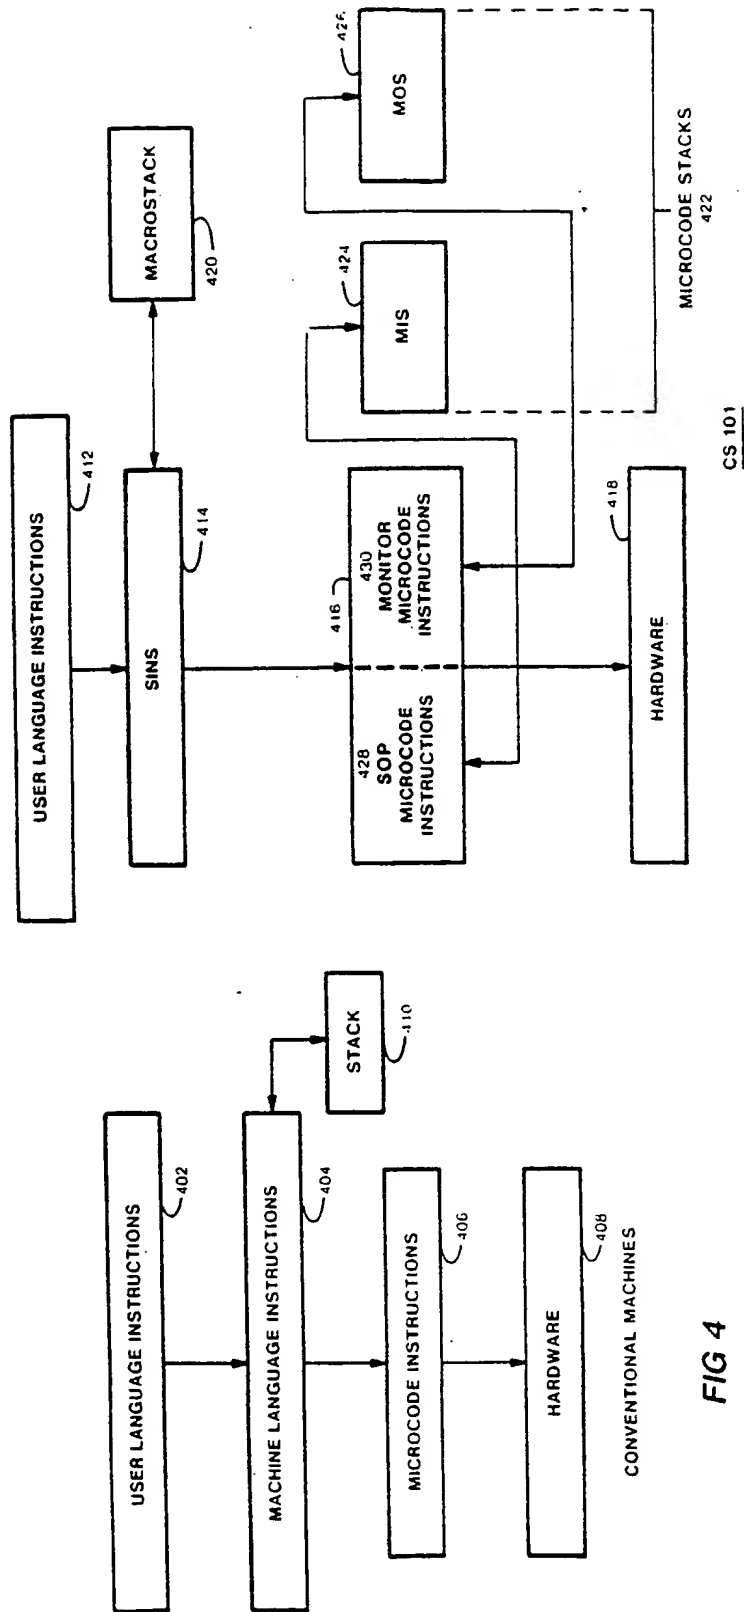 USER LANGUAGE INSTRUCTIONS
402
MACHINE LANGUAGE INSTRUCTIONS
404
STACK
410
MICROCODE INSTRUCTIONS
406
HARDWARE
408
CONVENTIONAL MACHINES
USER LANGUAGE INSTRUCTIONS
412
SINS
414
MACROSTACK
420
416
428
SOP
MICROCODE
INSTRUCTIONS
430
MONITOR
MICROCODE
INSTRUCTIONS
MIS
424
MOS
426
MICROCODE STACKS
422
HARDWARE
418
CS 101
FIG 4